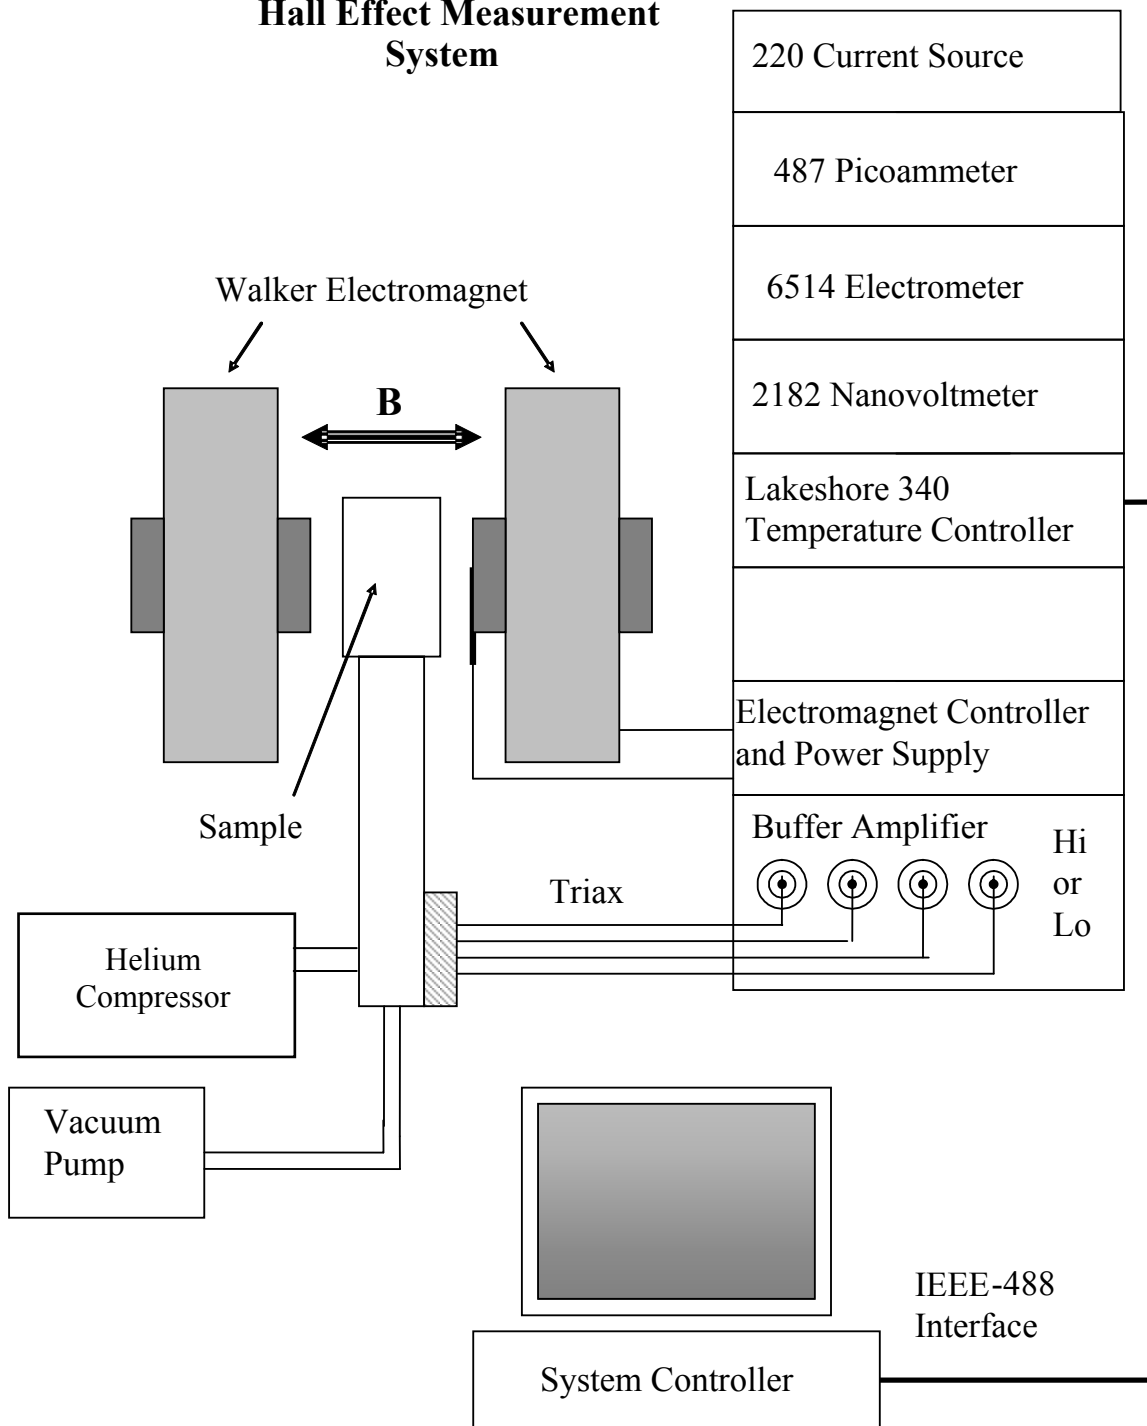 Hall Effect Measurement
System
220 Current Source
487 Picoammeter
6514 Electrometer
2182 Nanovoltmeter
Lakeshore 340
Temperature Controller
Electromagnet Controller
and Power Supply
Buffer Amplifier
Hi
or
Lo
Walker Electromagnet
B
Sample
Triax
Helium
Compressor
Vacuum
Pump
IEEE-488
Interface
System Controller